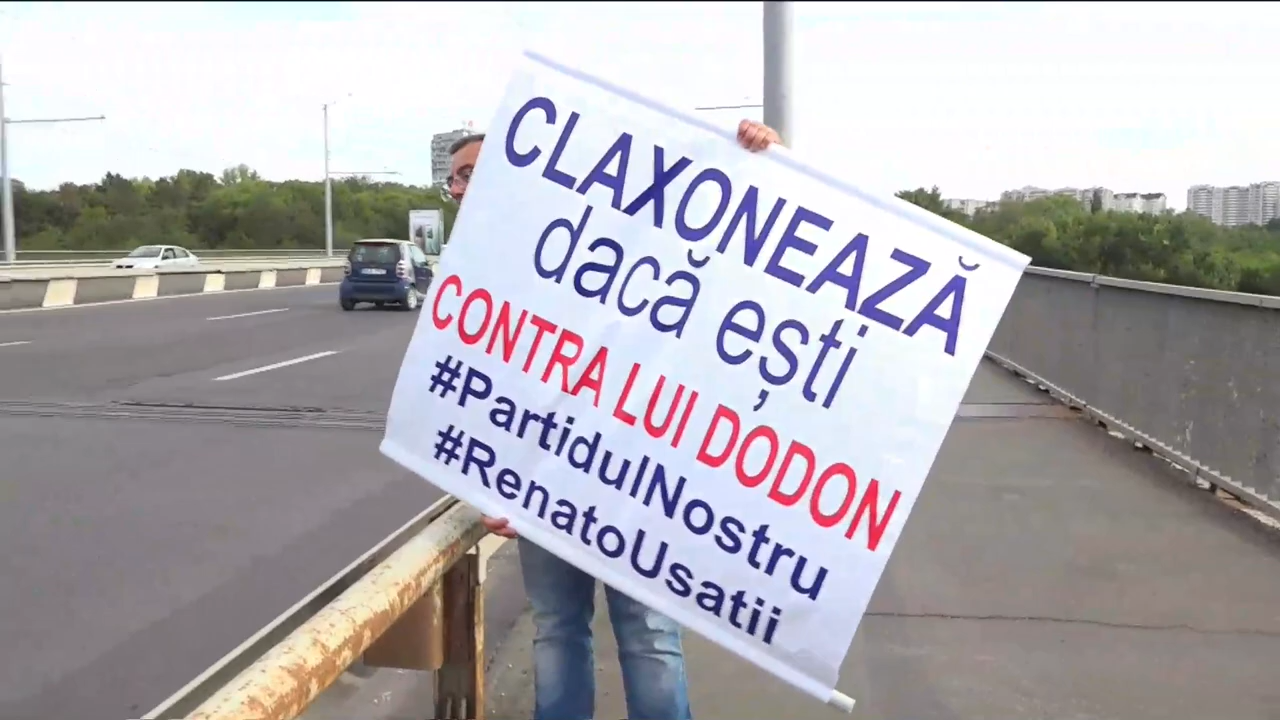 CLAXONEAZĂ
dacă ești
CONTRA LUI DODON
#PartidulNostru
#RenatoUsatii